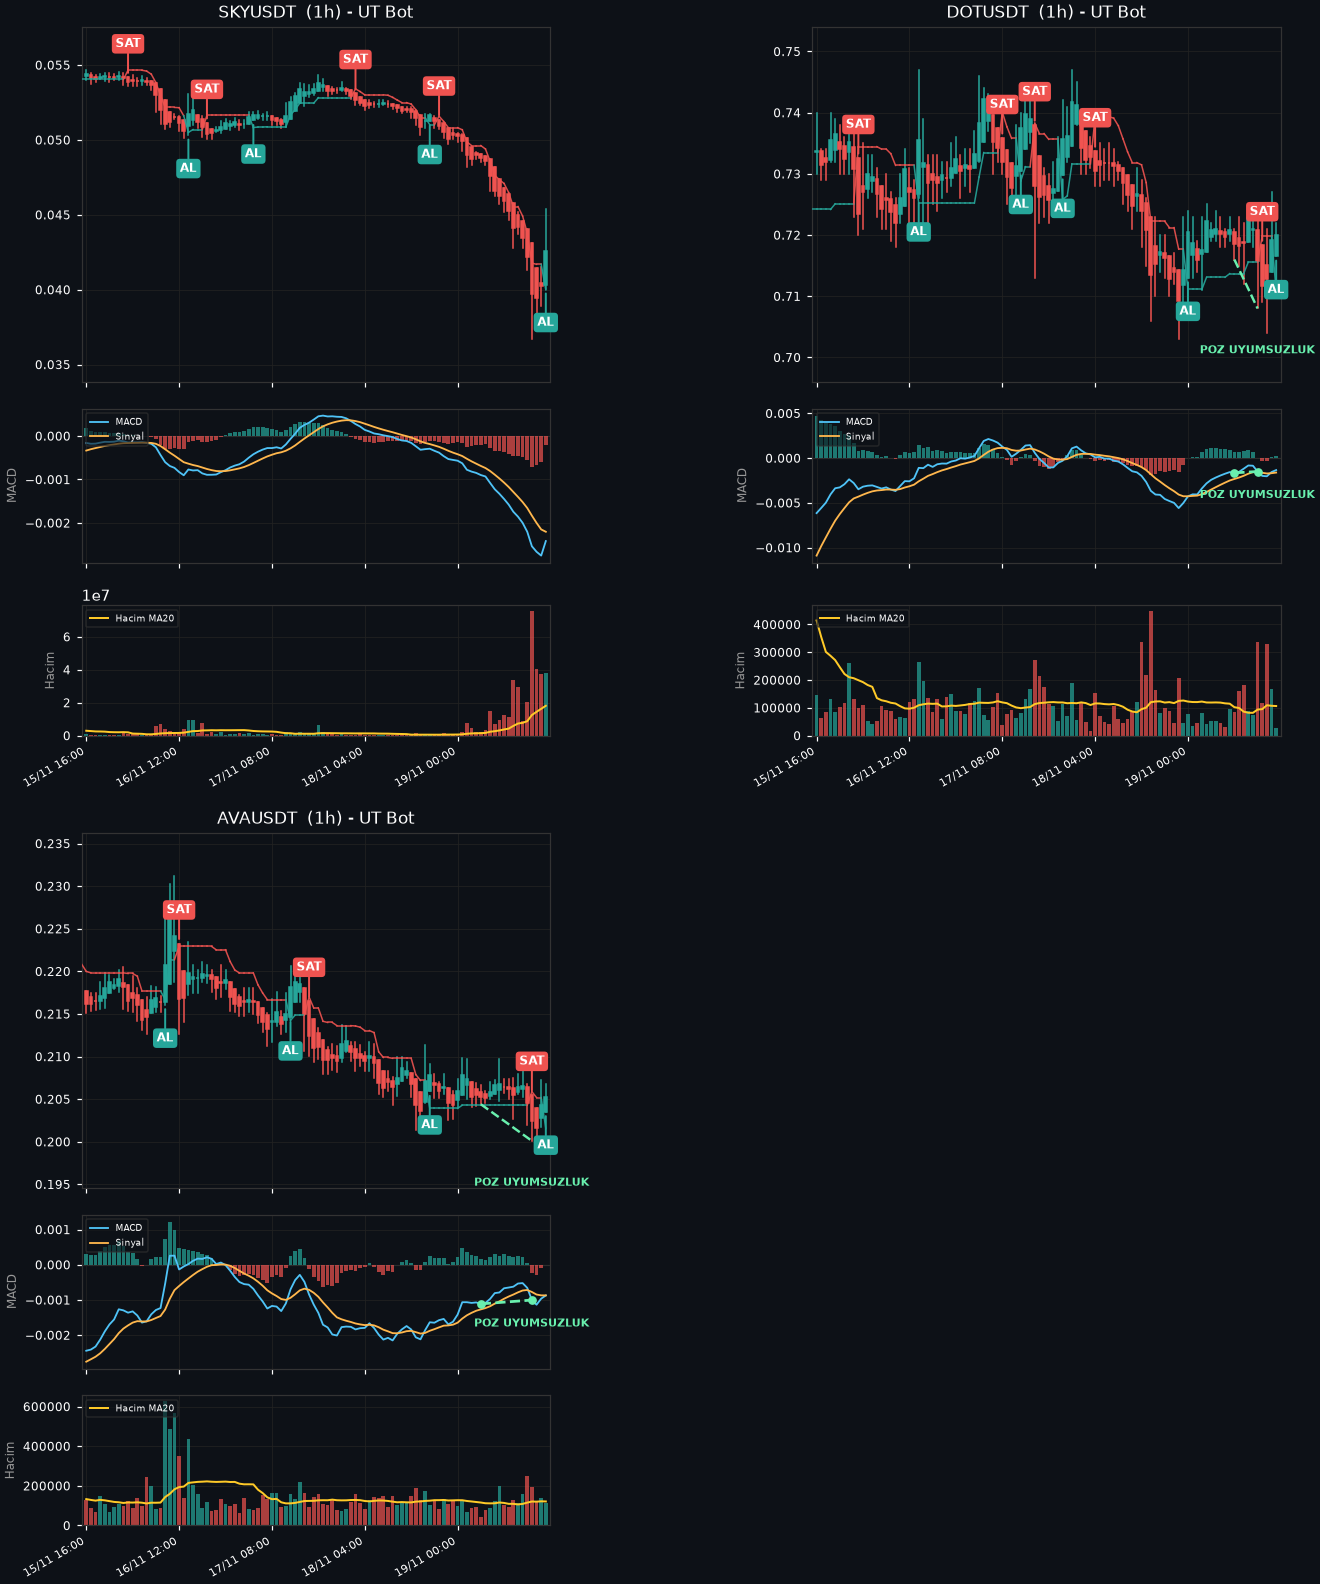 SKYUSDT  (1h) - UT Bot
0.055
0.050
0.045
0.040
0.035
SAT
SAT
SAT
SAT
AL
AL
AL
AL
MACD
Sinyal
0.000
−0.001
−0.002
MACD
1e7
Hacim MA20
6
4
2
0
Hacim
15/11 16:00
16/11 12:00
17/11 08:00
18/11 04:00
19/11 00:00
DOTUSDT  (1h) - UT Bot
0.75
0.74
0.73
0.72
0.71
0.70
SAT
SAT
SAT
SAT
SAT
AL
AL
AL
AL
AL
POZ UYUMSUZLUK
MACD
Sinyal
0.005
0.000
−0.005
−0.010
MACD
POZ UYUMSUZLUK
Hacim MA20
400000
300000
200000
100000
0
Hacim
15/11 16:00
16/11 12:00
17/11 08:00
18/11 04:00
19/11 00:00
AVAUSDT  (1h) - UT Bot
0.235
0.230
0.225
0.220
0.215
0.210
0.205
0.200
0.195
SAT
SAT
SAT
AL
AL
AL
AL
POZ UYUMSUZLUK
MACD
Sinyal
0.001
0.000
−0.001
−0.002
MACD
POZ UYUMSUZLUK
Hacim MA20
600000
400000
200000
0
Hacim
15/11 16:00
16/11 12:00
17/11 08:00
18/11 04:00
19/11 00:00